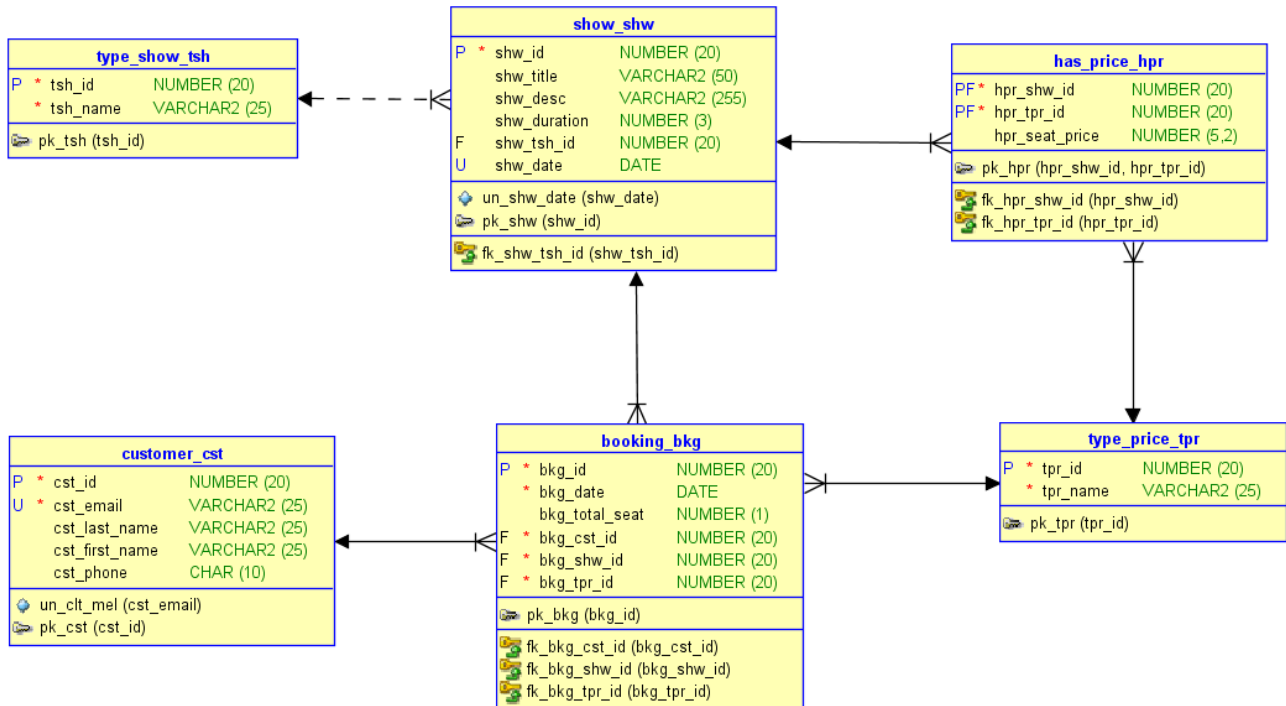 type_show_tsh
P * tsh_id NUMBER (20)
* tsh_name VARCHAR2 (25)
pk_tsh (tsh_id)
show_shw
P * shw_id NUMBER (20)
shw_title VARCHAR2 (50)
shw_desc VARCHAR2 (255)
shw_duration NUMBER (3)
F shw_tsh_id NUMBER (20)
U shw_date DATE
un_shw_date (shw_date)
pk_shw (shw_id)
fk_shw_tsh_id (shw_tsh_id)
has_price_hpr
PF* hpr_shw_id NUMBER (20)
PF* hpr_tpr_id NUMBER (20)
hpr_seat_price NUMBER (5,2)
pk_hpr (hpr_shw_id, hpr_tpr_id)
fk_hpr_shw_id (hpr_shw_id)
fk_hpr_tpr_id (hpr_tpr_id)
customer_cst
P * cst_id NUMBER (20)
U * cst_email VARCHAR2 (25)
cst_last_name VARCHAR2 (25)
cst_first_name VARCHAR2 (25)
cst_phone CHAR (10)
un_clt_mel (cst_email)
pk_cst (cst_id)
booking_bkg
P * bkg_id NUMBER (20)
* bkg_date DATE
bkg_total_seat NUMBER (1)
F * bkg_cst_id NUMBER (20)
F * bkg_shw_id NUMBER (20)
F * bkg_tpr_id NUMBER (20)
pk_bkg (bkg_id)
fk_bkg_cst_id (bkg_cst_id)
fk_bkg_shw_id (bkg_shw_id)
fk_bkg_tpr_id (bkg_tpr_id)
type_price_tpr
P * tpr_id NUMBER (20)
* tpr_name VARCHAR2 (25)
pk_tpr (tpr_id)